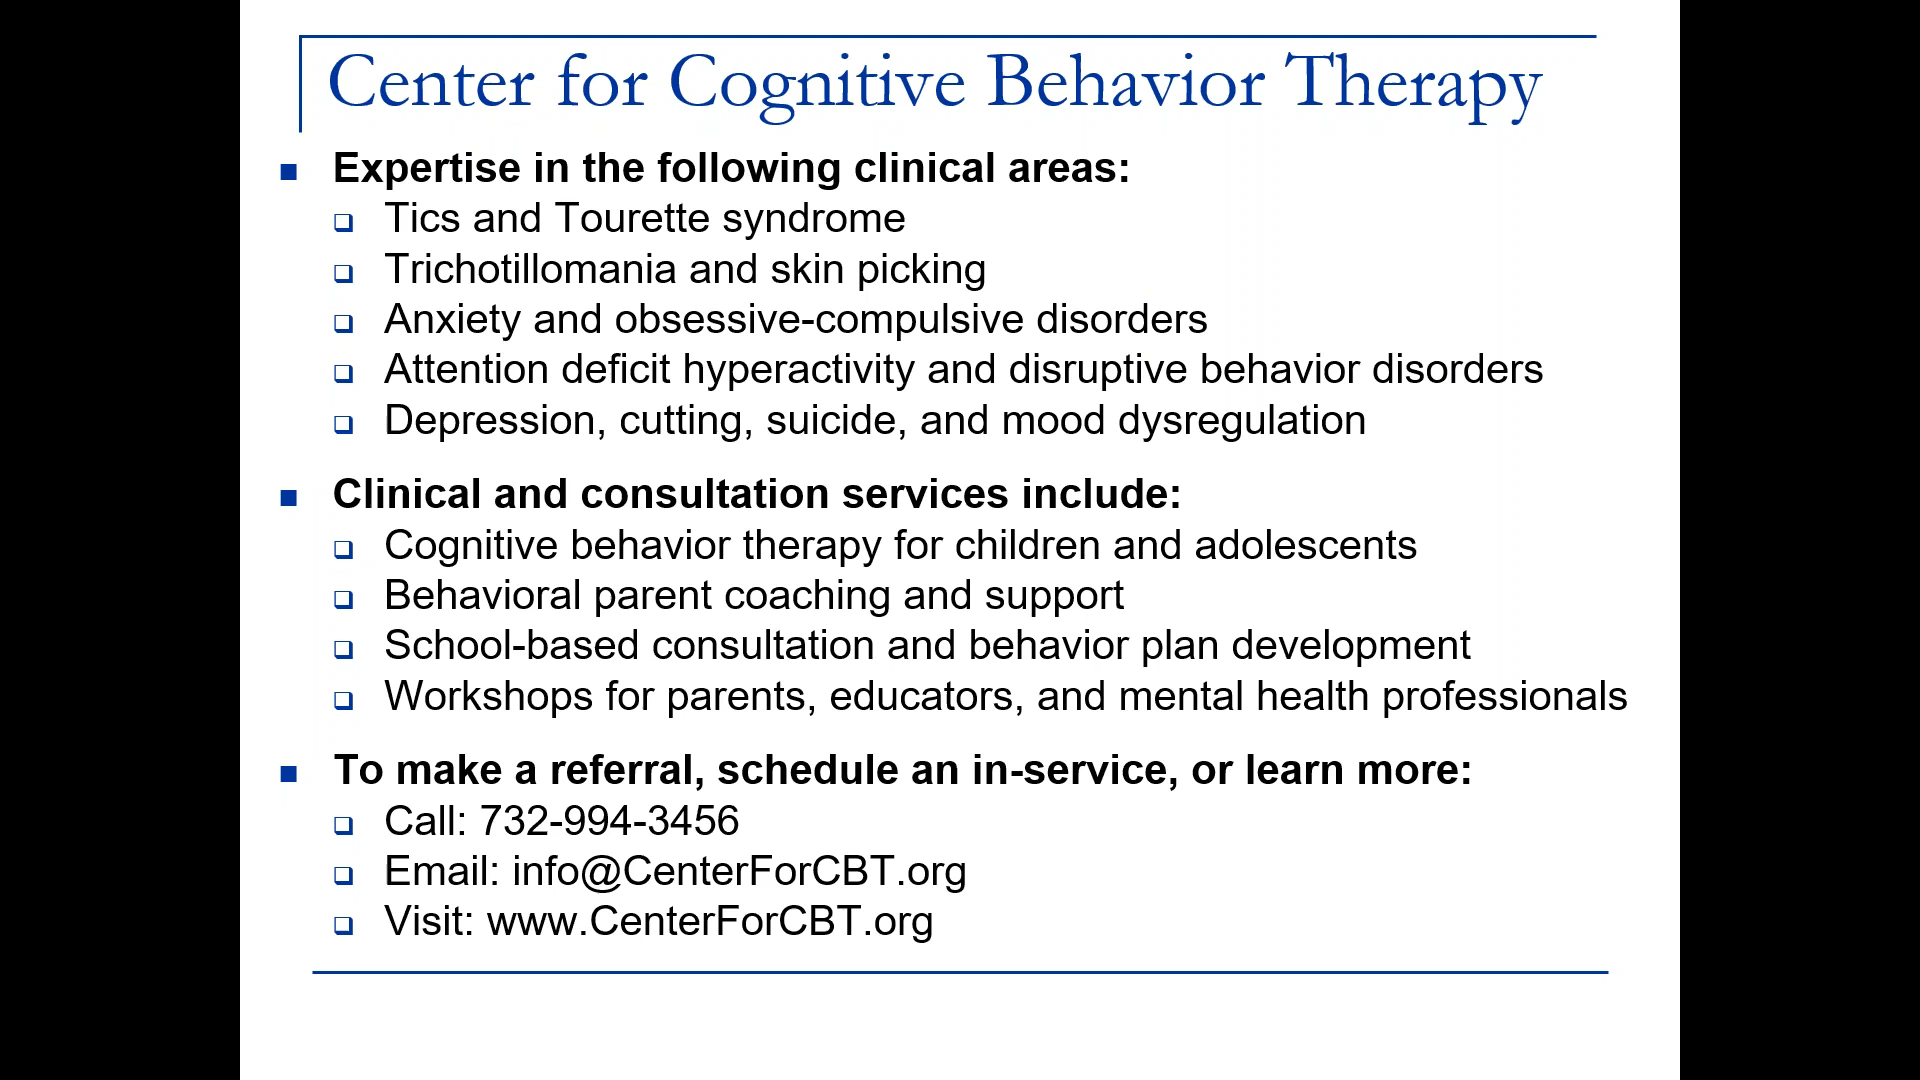 Center for Cognitive Behavior Therapy
Expertise in the following clinical areas:
Tics and Tourette syndrome
Trichotillomania and skin picking
Anxiety and obsessive-compulsive disorders
Attention deficit hyperactivity and disruptive behavior disorders
Depression, cutting, suicide, and mood dysregulation
Clinical and consultation services include:
Cognitive behavior therapy for children and adolescents
Behavioral parent coaching and support
School-based consultation and behavior plan development
Workshops for parents, educators, and mental health professionals
To make a referral, schedule an in-service, or learn more:
Call: 732-994-3456
Email: info@CenterForCBT.org
Visit: www.CenterForCBT.org